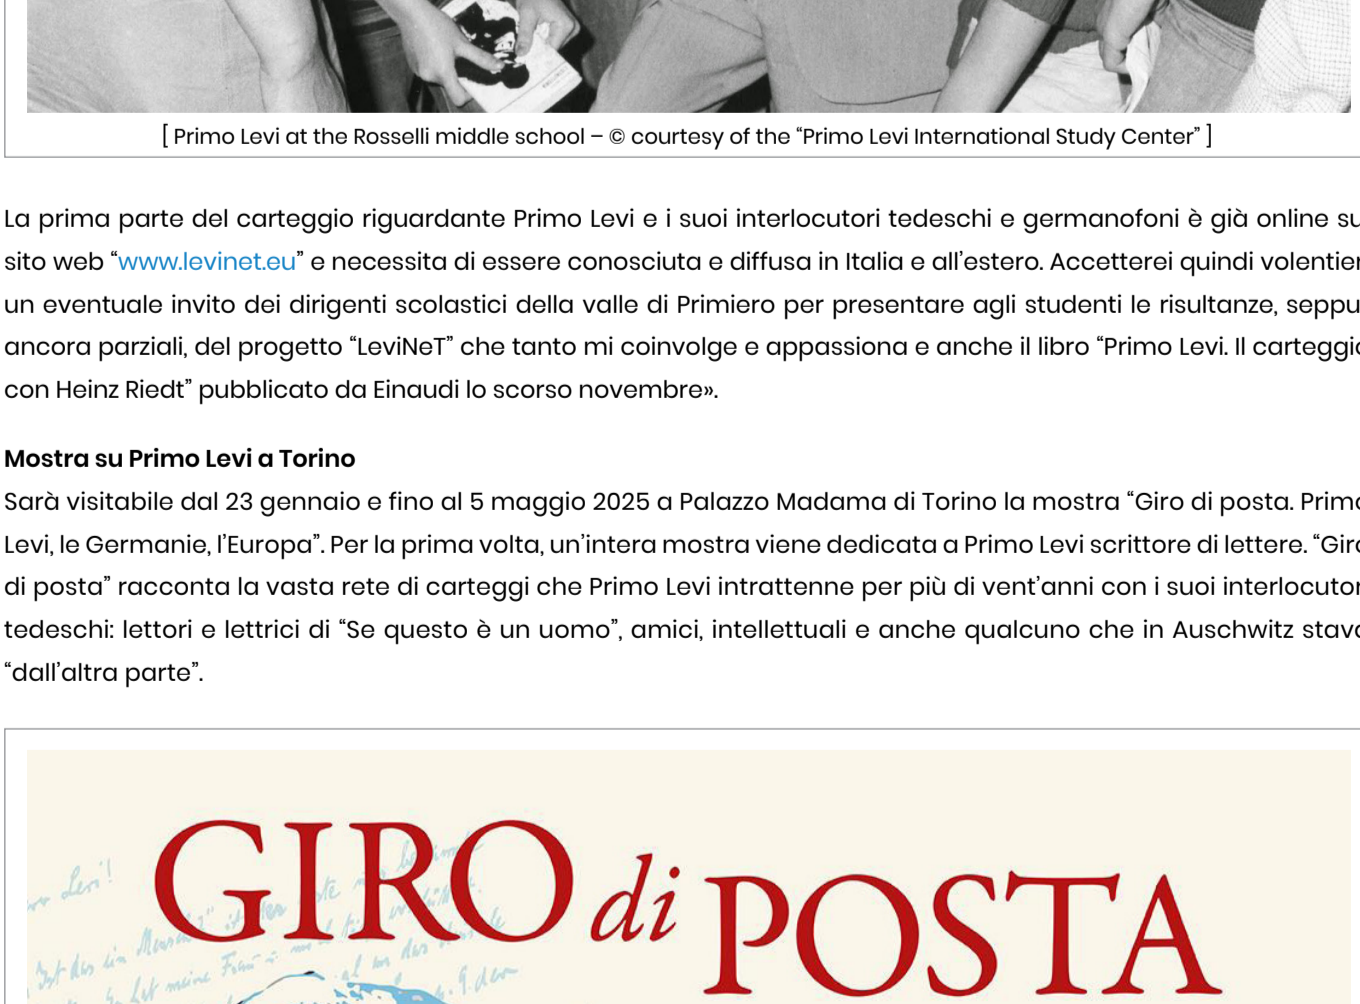 [ Primo Levi at the Rosselli middle school – © courtesy of the “Primo Levi International Study Center” ]
La prima parte del carteggio riguardante Primo Levi e i suoi interlocutori tedeschi e germanofoni è già online su
sito web “www.levinet.eu” e necessita di essere conosciuta e diffusa in Italia e all’estero. Accetterei quindi volentier
un eventuale invito dei dirigenti scolastici della valle di Primiero per presentare agli studenti le risultanze, seppu
ancora parziali, del progetto “LeviNeT” che tanto mi coinvolge e appassiona e anche il libro “Primo Levi. Il carteggio
con Heinz Riedt” pubblicato da Einaudi lo scorso novembre».
Mostra su Primo Levi a Torino
Sarà visitabile dal 23 gennaio e fino al 5 maggio 2025 a Palazzo Madama di Torino la mostra “Giro di posta. Primo
Levi, le Germanie, l’Europa”. Per la prima volta, un’intera mostra viene dedicata a Primo Levi scrittore di lettere. “Giro
di posta” racconta la vasta rete di carteggi che Primo Levi intrattenne per più di vent’anni con i suoi interlocutor
tedeschi: lettori e lettrici di “Se questo è un uomo”, amici, intellettuali e anche qualcuno che in Auschwitz stava
“dall’altra parte”.
GIRO di POSTA